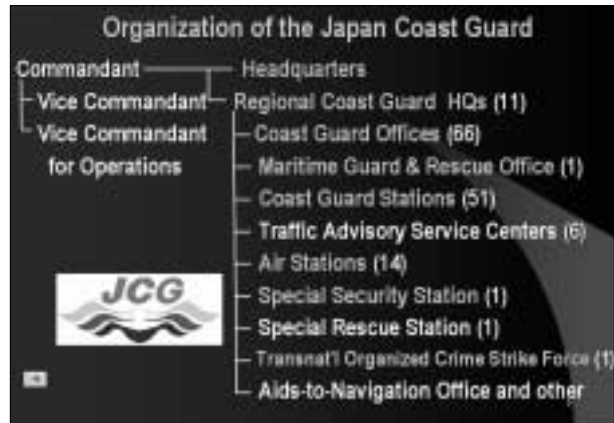 Organization of the Japan Coast Guard
Commandant
Headquarters
Vice Commandant
Regional Coast Guard HQs (11)
Vice Commandant
for Operations
Coast Guard Offices (66)
Maritime Guard & Rescue Office (1)
Coast Guard Stations (51)
Traffic Advisory Service Centers (6)
Air Stations (14)
Special Security Station (1)
Special Rescue Station (1)
Transnat'l Organized Crime Strike Force (1)
Aids-to-Navigation Office and other
JCG